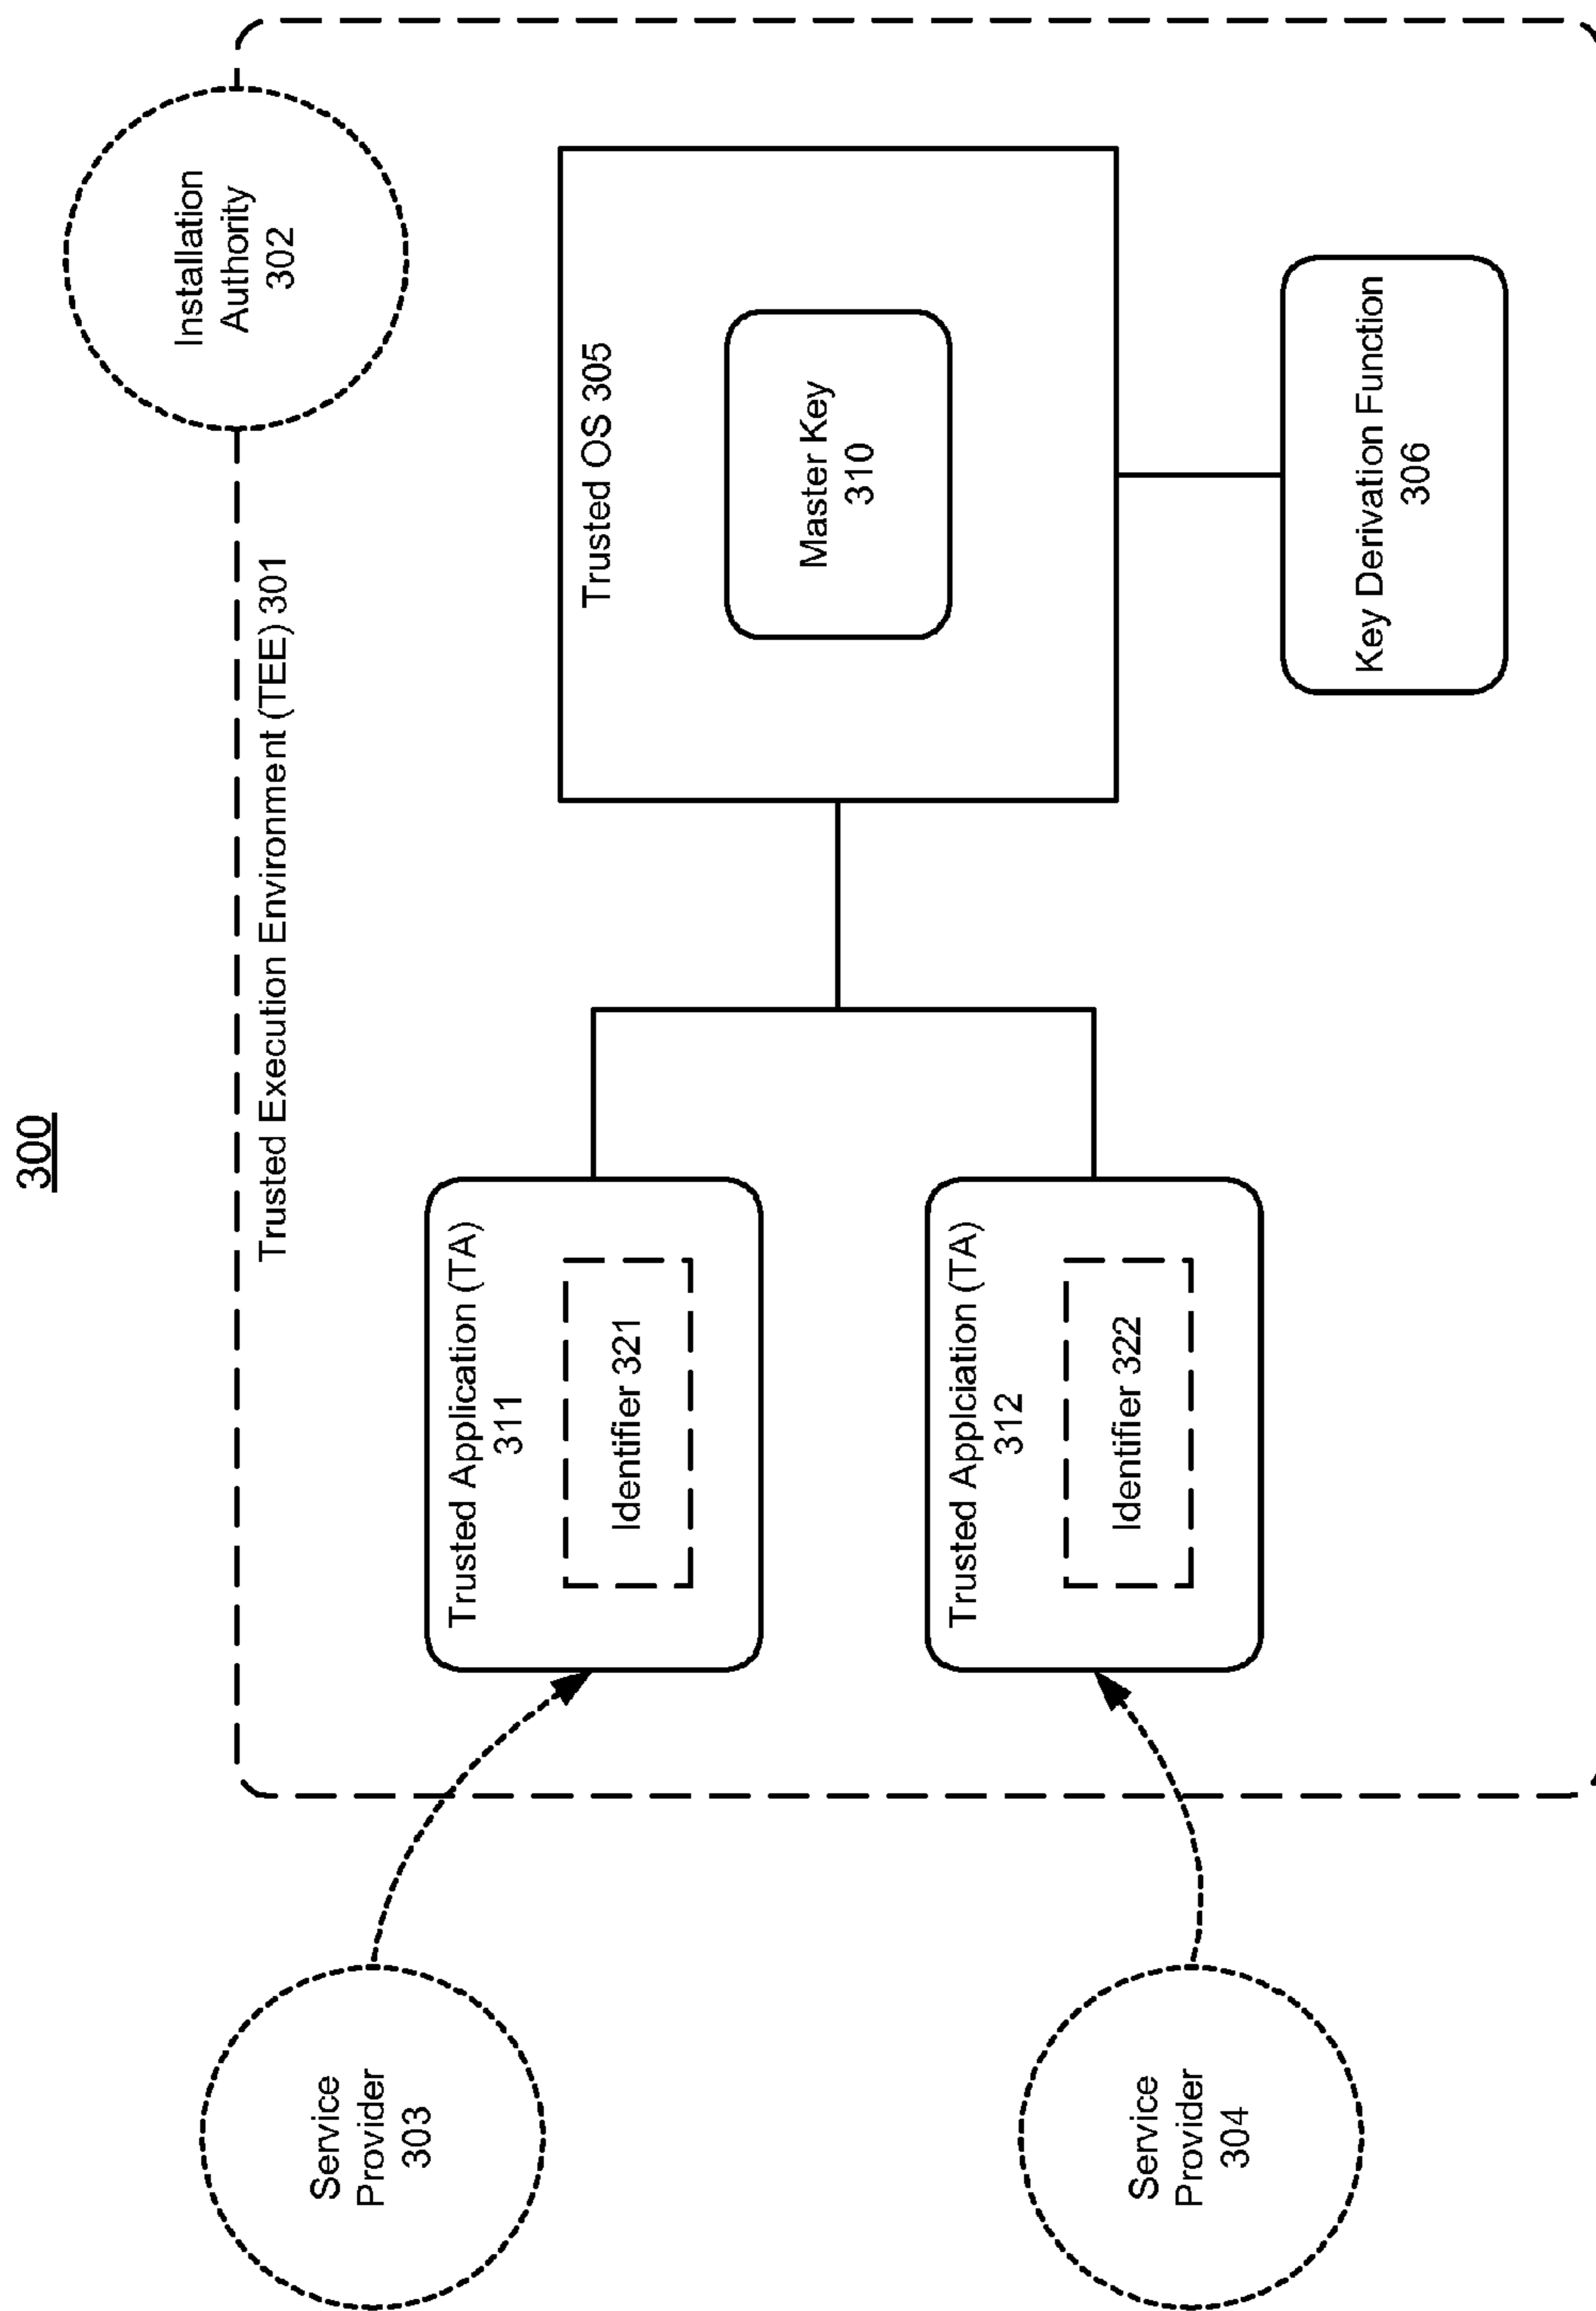 300
Installation
Authority
302
Trusted Execution Environment (TEE) 301
Trusted OS 305
Master Key
310
Key Derivation Function
306
Trusted Application (TA)
311
Identifier 321
Trusted Applciation (TA)
312
Identifier 322
Service
Provider
303
Service
Provider
304